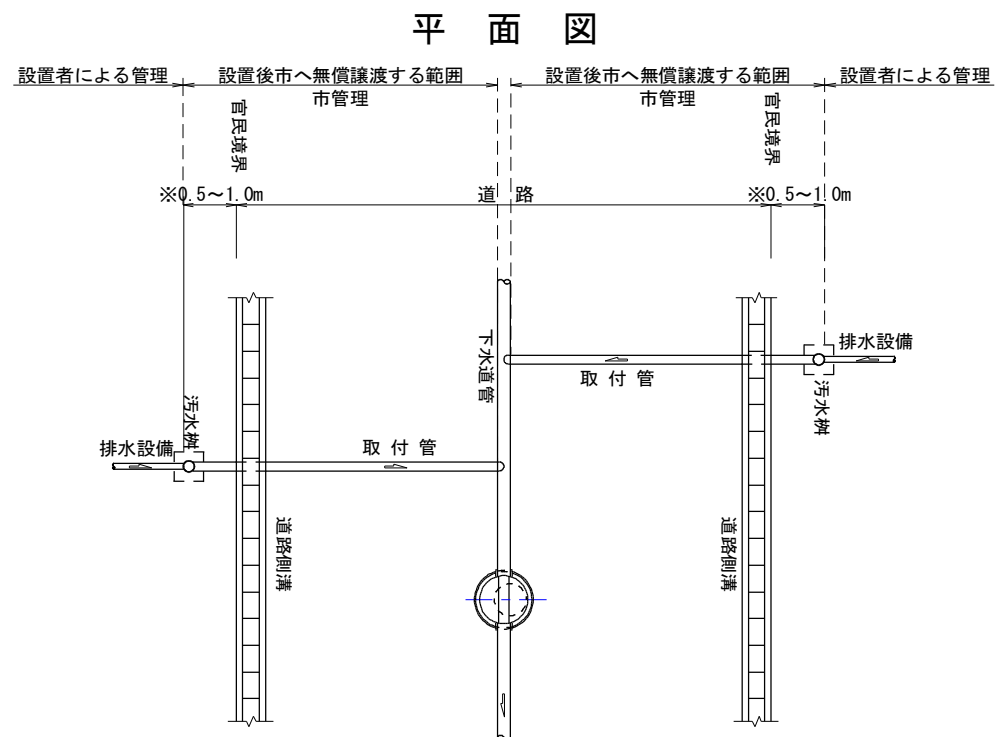 平 面 図
設置者による管理
設置後市へ無償譲渡する範囲
設置後市へ無償譲渡する範囲
設置者による管理
市管理
市管理
官民境界
官民境界
※0.5～1.0m
道 路
※0.5～1.0m
下水道管
排水設備
取 付 管
汚水桝
汚水桝
排水設備
取 付 管
道路側溝
道路側溝